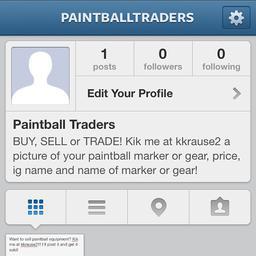 PAINTBALLTRADERS
1 0 0
posts followers following
Edit Your Profile
Paintball Traders
BUY, SELL or TRADE! Kik me at kkrause2 a
picture of your paintball marker or gear, price,
ig name and name of marker or gear!
Want to sell paintball equipment? Kik
me at kkrause2!!! I'll post it and get it
sold!